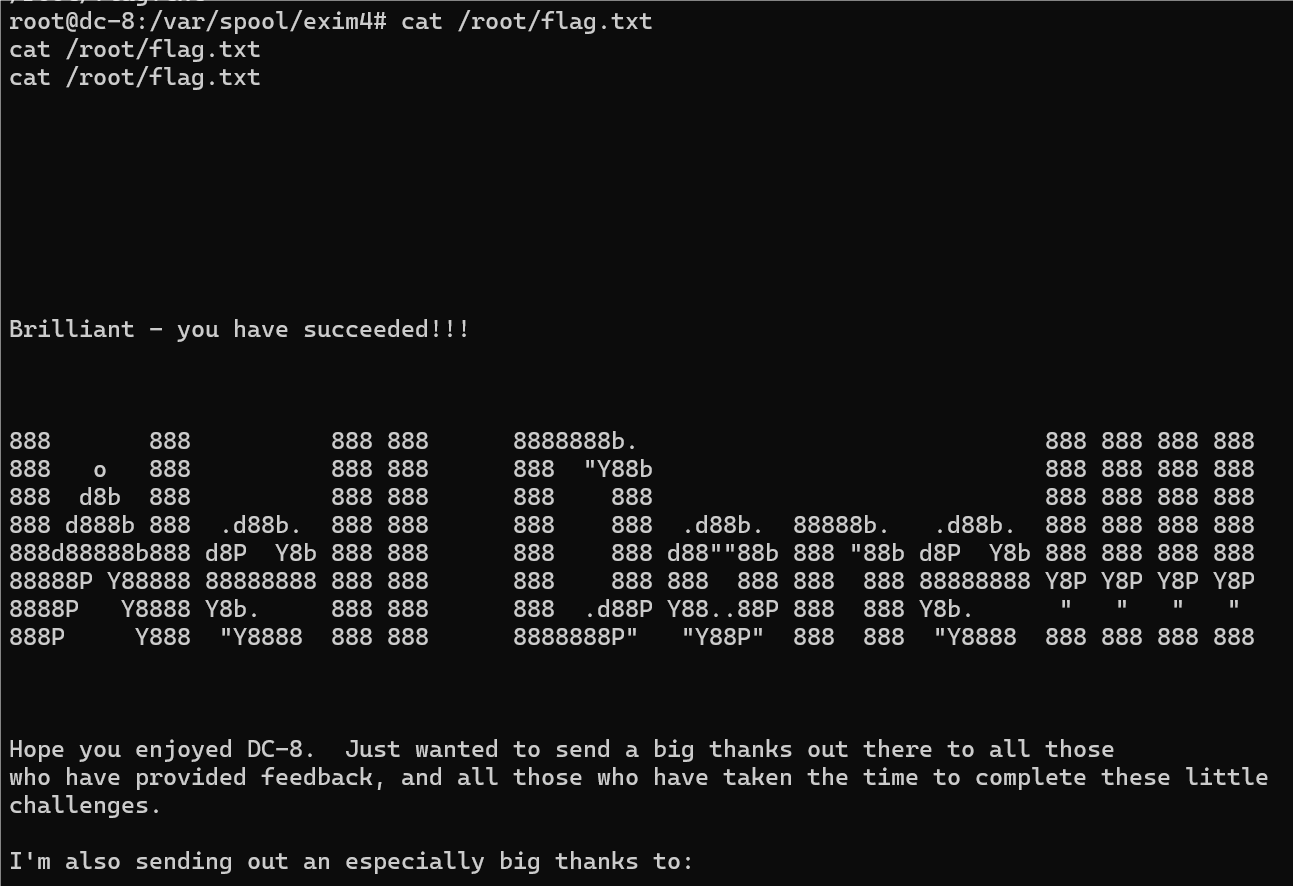 root@dc-8:/var/spool/exim4# cat /root/flag.txt
cat /root/flag.txt
cat /root/flag.txt
Brilliant - you have succeeded!!!
888       888          888 888      8888888b.                             888 888 888 888
888   o   888          888 888      888  "Y88b                            888 888 888 888
888  d8b  888          888 888      888    888                            888 888 888 888
888 d888b 888  .d88b.  888 888      888    888  .d88b.  88888b.   .d88b.  888 888 888 888
888d88888b888 d8P  Y8b 888 888      888    888 d88""88b 888 "88b d8P  Y8b 888 888 888 888
88888P Y88888 88888888 888 888      888    888 888  888 888  888 88888888 Y8P Y8P Y8P Y8P
8888P   Y8888 Y8b.     888 888      888  .d88P Y88..88P 888  888 Y8b.      "   "   "   "
888P     Y888  "Y8888  888 888      8888888P"   "Y88P"  888  888  "Y8888  888 888 888 888
Hope you enjoyed DC-8.  Just wanted to send a big thanks out there to all those
who have provided feedback, and all those who have taken the time to complete these little
challenges.
I'm also sending out an especially big thanks to: